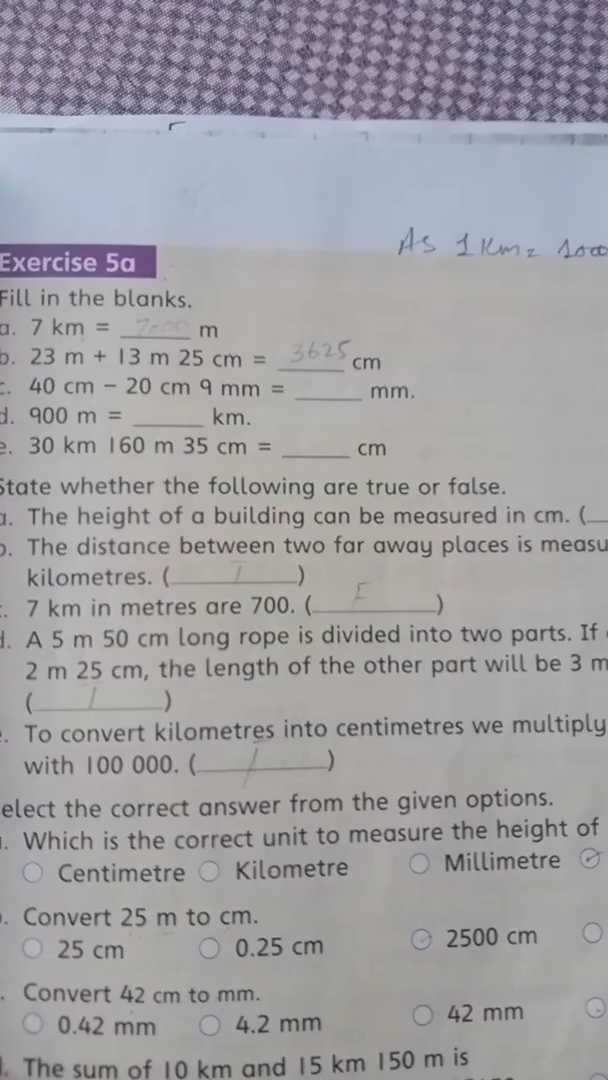 As 1 Km = 1000
Exercise 5a
Fill in the blanks.
a. 7 km = 7000 m
b. 23 m + 13 m 25 cm = 3625 cm
c. 40 cm – 20 cm 9 mm = ______ mm.
d. 900 m = ______ km.
e. 30 km 160 m 35 cm = ______ cm
State whether the following are true or false.
a. The height of a building can be measured in cm. (
b. The distance between two far away places is measu
kilometres. ( T )
c. 7 km in metres are 700. ( F )
d. A 5 m 50 cm long rope is divided into two parts. If
2 m 25 cm, the length of the other part will be 3 m
( )
e. To convert kilometres into centimetres we multiply
with 100 000. ( )
elect the correct answer from the given options.
Which is the correct unit to measure the height of
Centimetre Kilometre Millimetre
Convert 25 m to cm.
25 cm 0.25 cm 2500 cm
Convert 42 cm to mm.
0.42 mm 4.2 mm 42 mm
The sum of 10 km and 15 km 150 m is